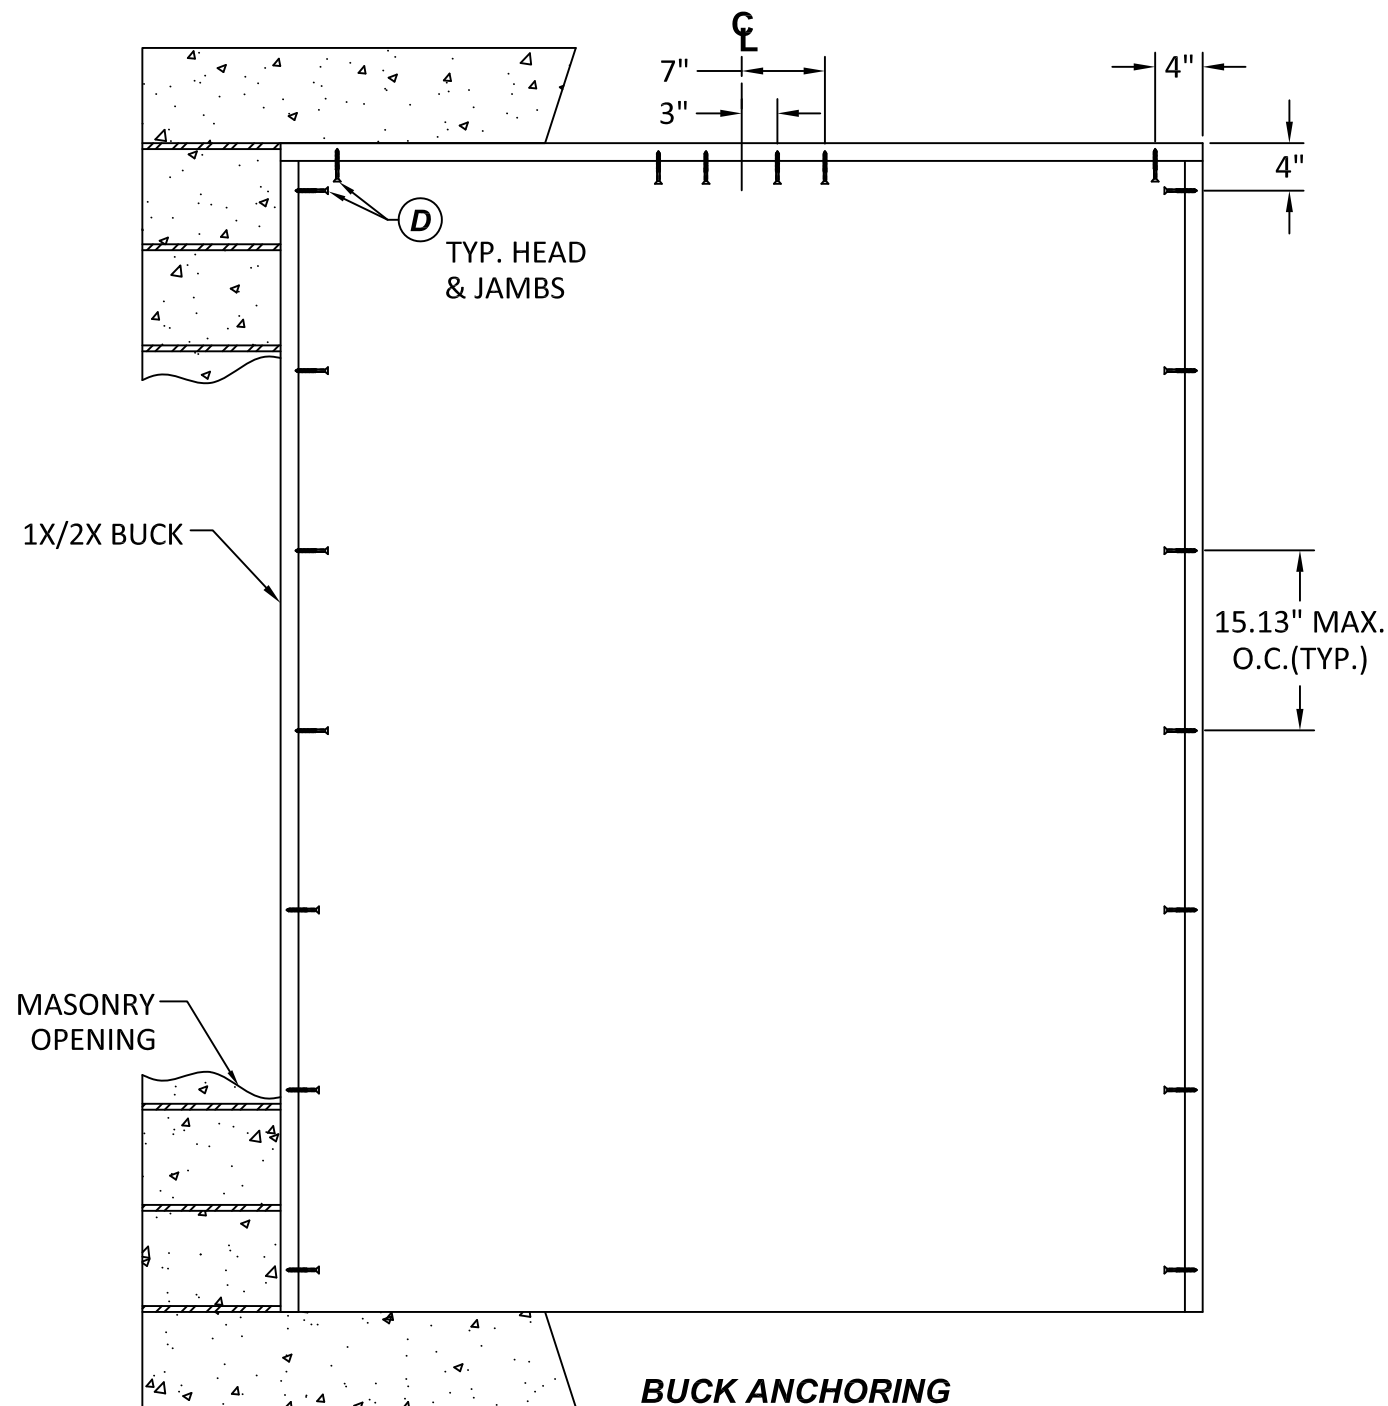 ℄
7"
4"
3"
4"
D
TYP. HEAD
& JAMBS
1X/2X BUCK
15.13" MAX.
O.C.(TYP.)
MASONRY
OPENING
BUCK ANCHORING